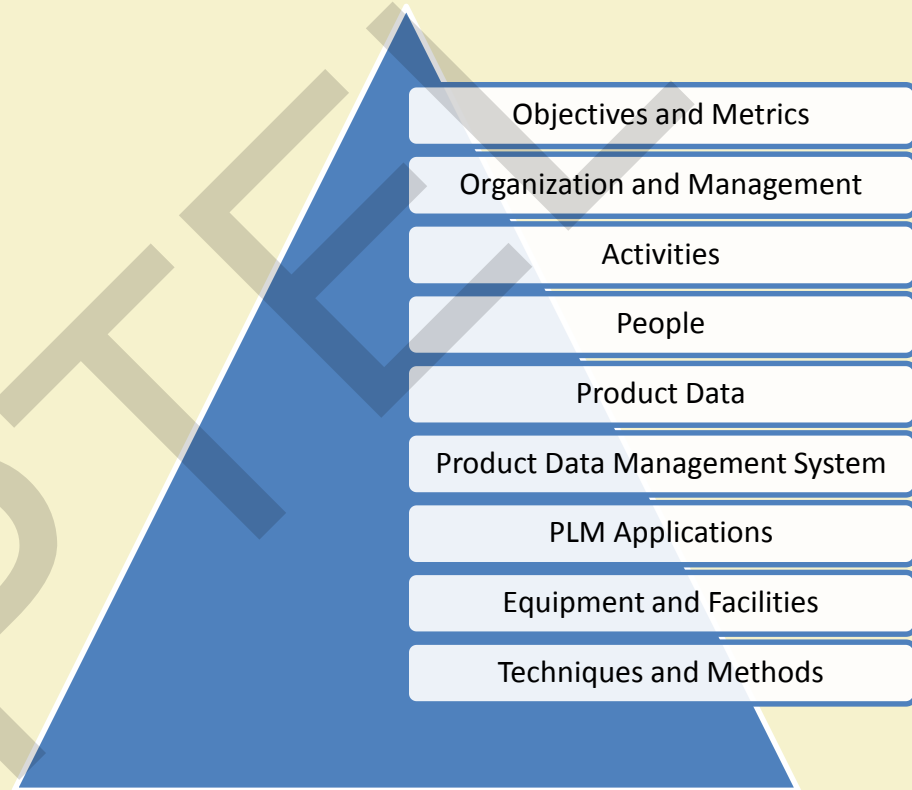 Objectives and Metrics
Organization and Management
Activities
People
Product Data
Product Data Management System
PLM Applications
Equipment and Facilities
Techniques and Methods
PTEL